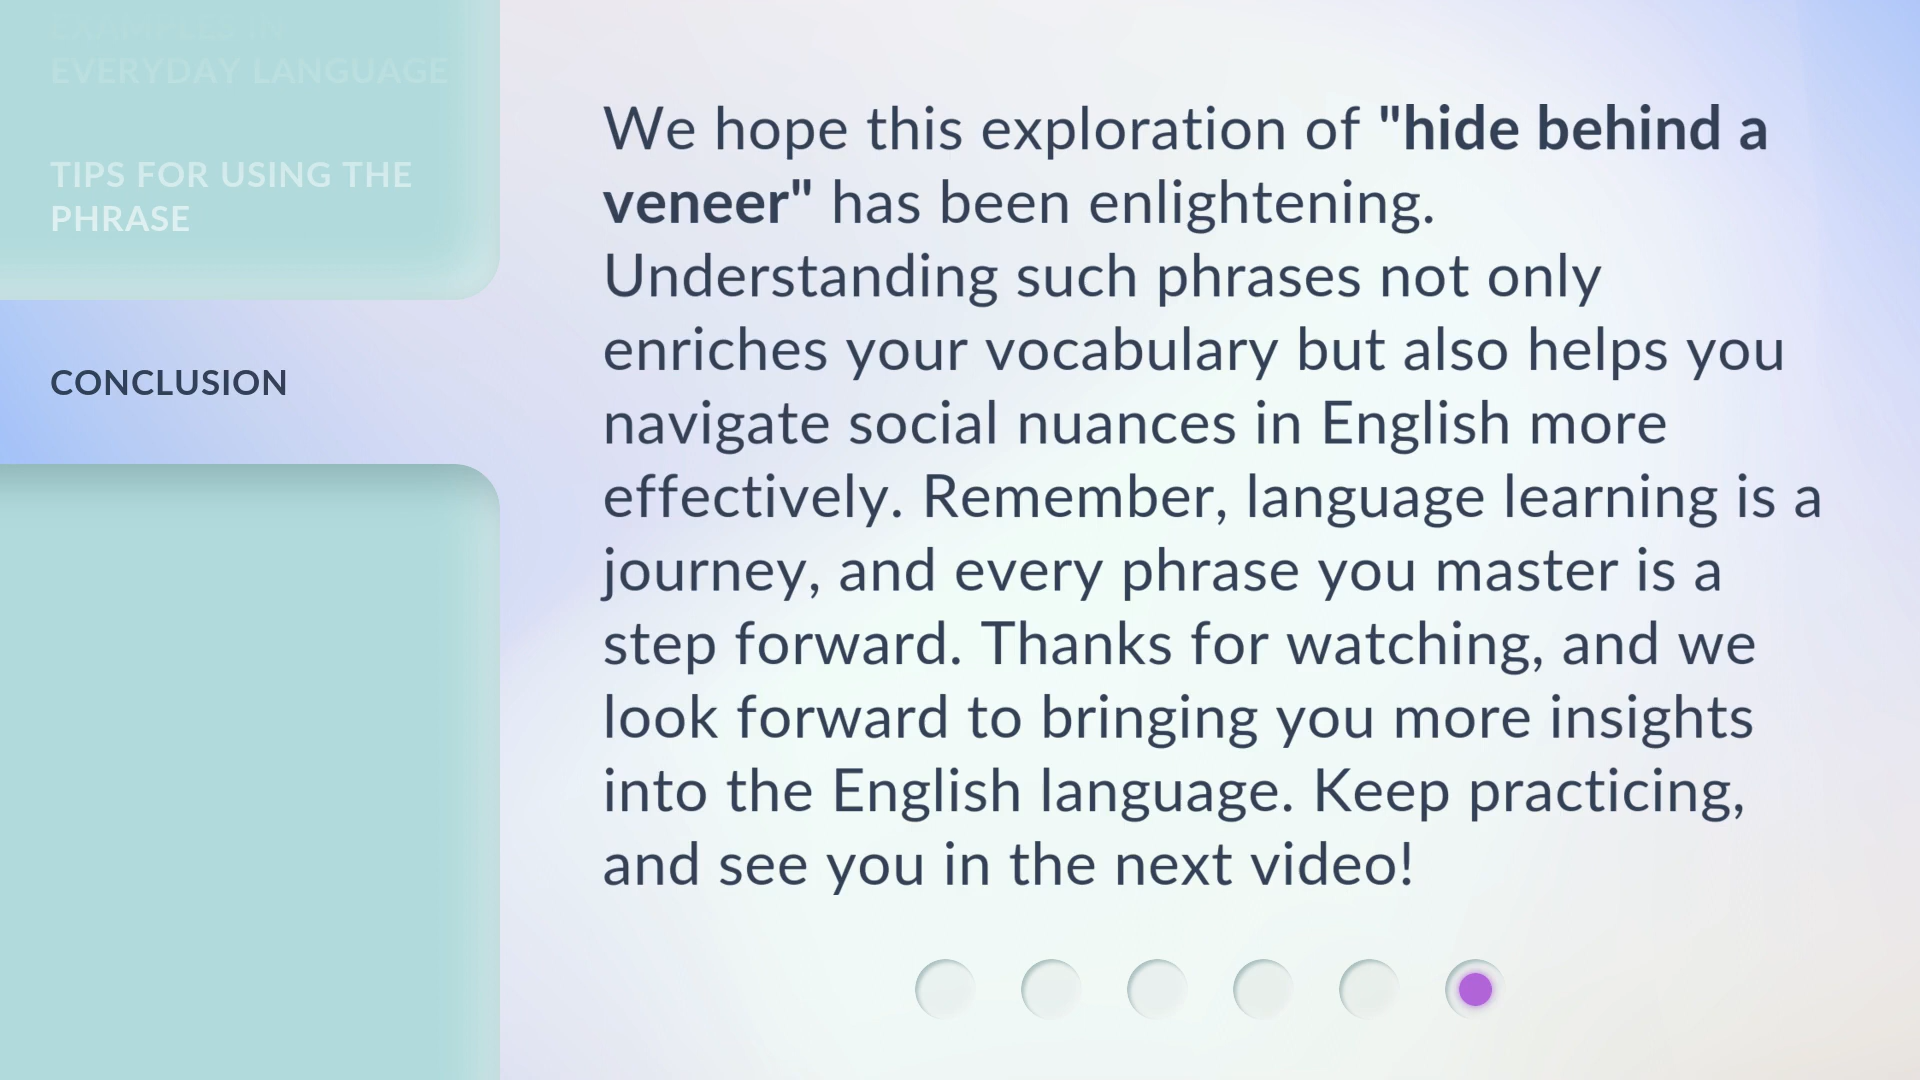 EXAMPLES IN
EVERYDAY LANGUAGE
TIPS FOR USING THE
PHRASE
CONCLUSION
We hope this exploration of "hide behind a
veneer" has been enlightening.
Understanding such phrases not only
enriches your vocabulary but also helps you
navigate social nuances in English more
effectively. Remember, language learning is a
journey, and every phrase you master is a
step forward. Thanks for watching, and we
look forward to bringing you more insights
into the English language. Keep practicing,
and see you in the next video!